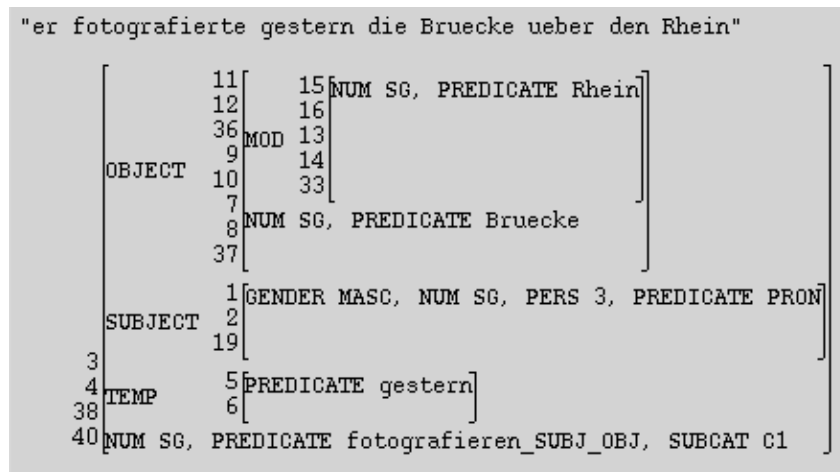 "er fotografierte gestern die Bruecke ueber den Rhein"
11 15 NUM SG, PREDICATE Rhein
12 16
36 MOD 13
9 14
OBJECT 10 33
7
8 NUM SG, PREDICATE Bruecke
37
1 GENDER MASC, NUM SG, PERS 3, PREDICATE PRON
SUBJECT 2
19
3
4 TEMP 5 PREDICATE gestern
38 6
40 NUM SG, PREDICATE fotografieren_SUBJ_OBJ, SUBCAT C1